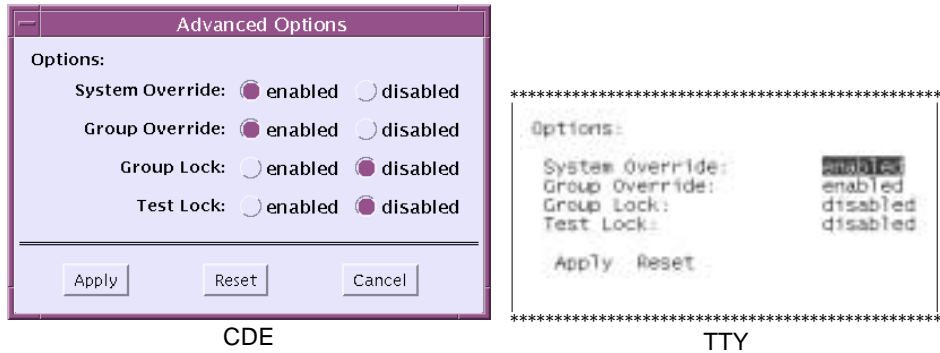 Advanced Options
Options:
System Override: enabled disabled
Group Override: enabled disabled
Group Lock: enabled disabled
Test Lock: enabled disabled
Apply Reset Cancel
CDE
************************************************
Options:
System Override: enabled
Group Override: enabled
Group Lock: disabled
Test Lock: disabled
Apply Reset
************************************************
TTY